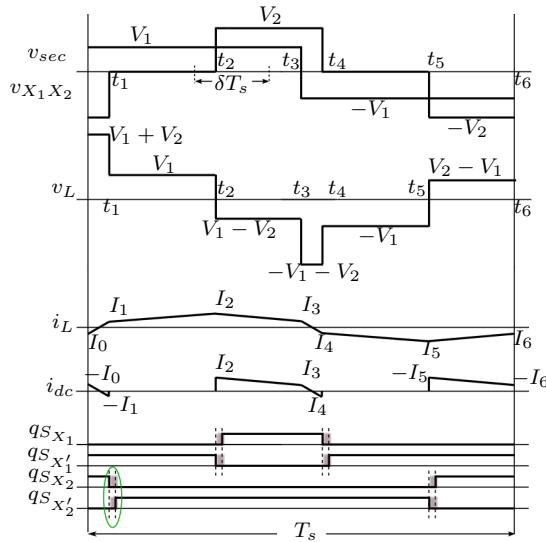 V_1 V_2
v_{sec} t_1 t_2 t_3 t_4 t_5 t_6
v_{X_1X_2} δT_s −V_1 −V_2
V_1 + V_2
V_1 V_2 − V_1
v_L t_1 t_2 t_3 t_4 t_5 t_6
V_1 − V_2 −V_1
−V_1 − V_2
I_1 I_2 I_3
i_L I_0 I_4 I_5 I_6
−I_0 I_2 I_3 −I_5 −I_6
i_{dc} −I_1 I_4
q_{S_{X_1}}
q_{S_{X_1'}}
q_{S_{X_2}}
q_{S_{X_2'}}
T_s